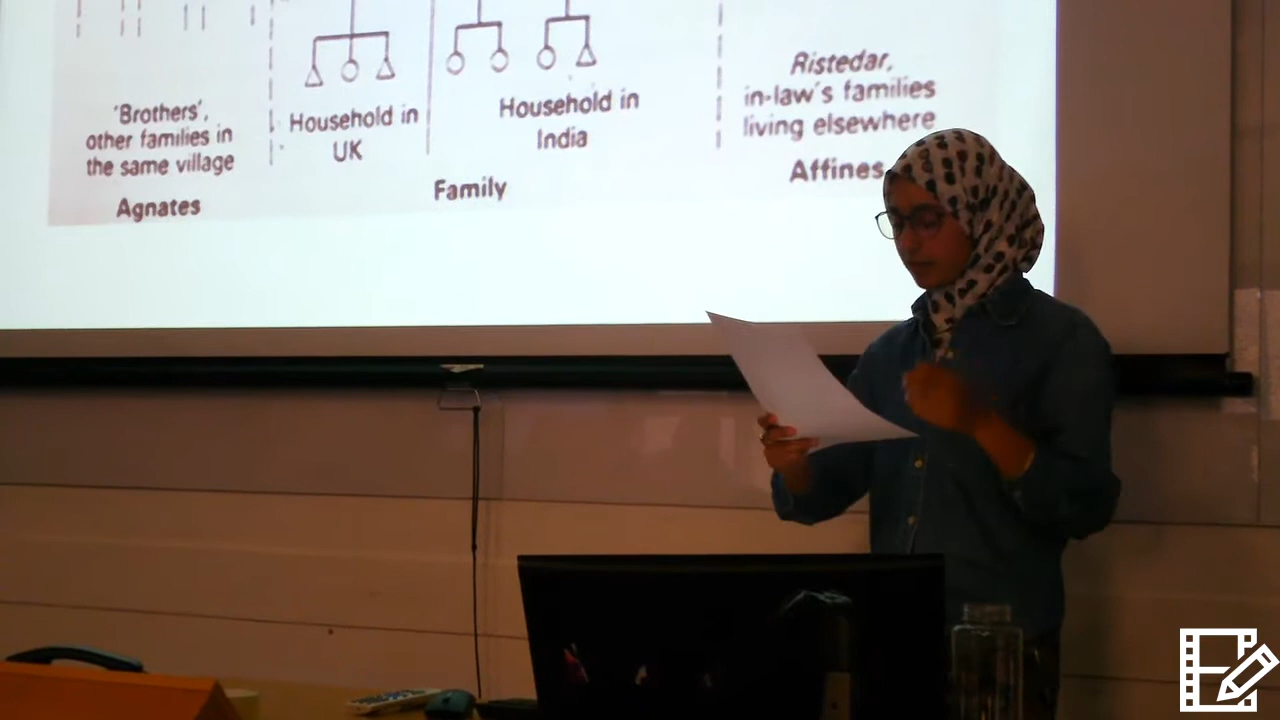 'Brothers',
other families in
the same village
Agnates
Household in
UK
Household in
India
Family
Ristedar,
in-law's families
living elsewhere
Affines